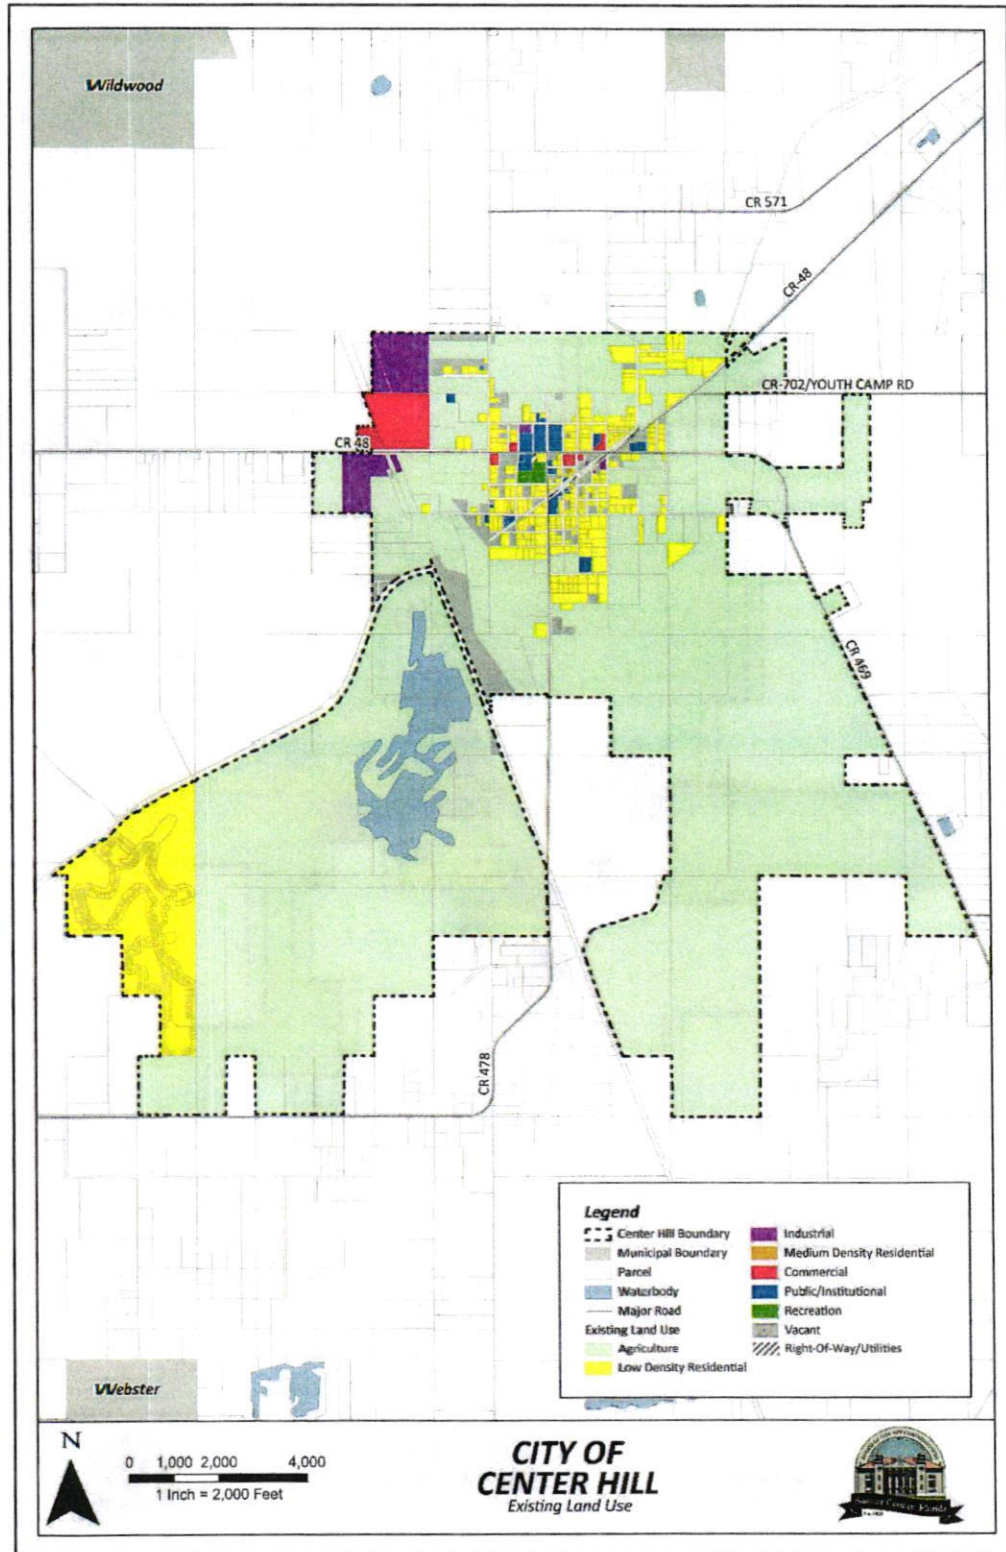 Wildwood
CR 571
CR-48
CR-702/YOUTH CAMP RD
CR 48
CR 469
CR 478
Legend
Center Hill Boundary
Municipal Boundary
Parcel
Waterbody
Major Road
Existing Land Use
Agriculture
Low Density Residential
Industrial
Medium Density Residential
Commercial
Public/Institutional
Recreation
Vacant
Right-Of-Way/Utilities
Webster
N
0 1,000 2,000 4,000
1 Inch = 2,000 Feet
CITY OF
CENTER HILL
Existing Land Use
Sumter County, Florida